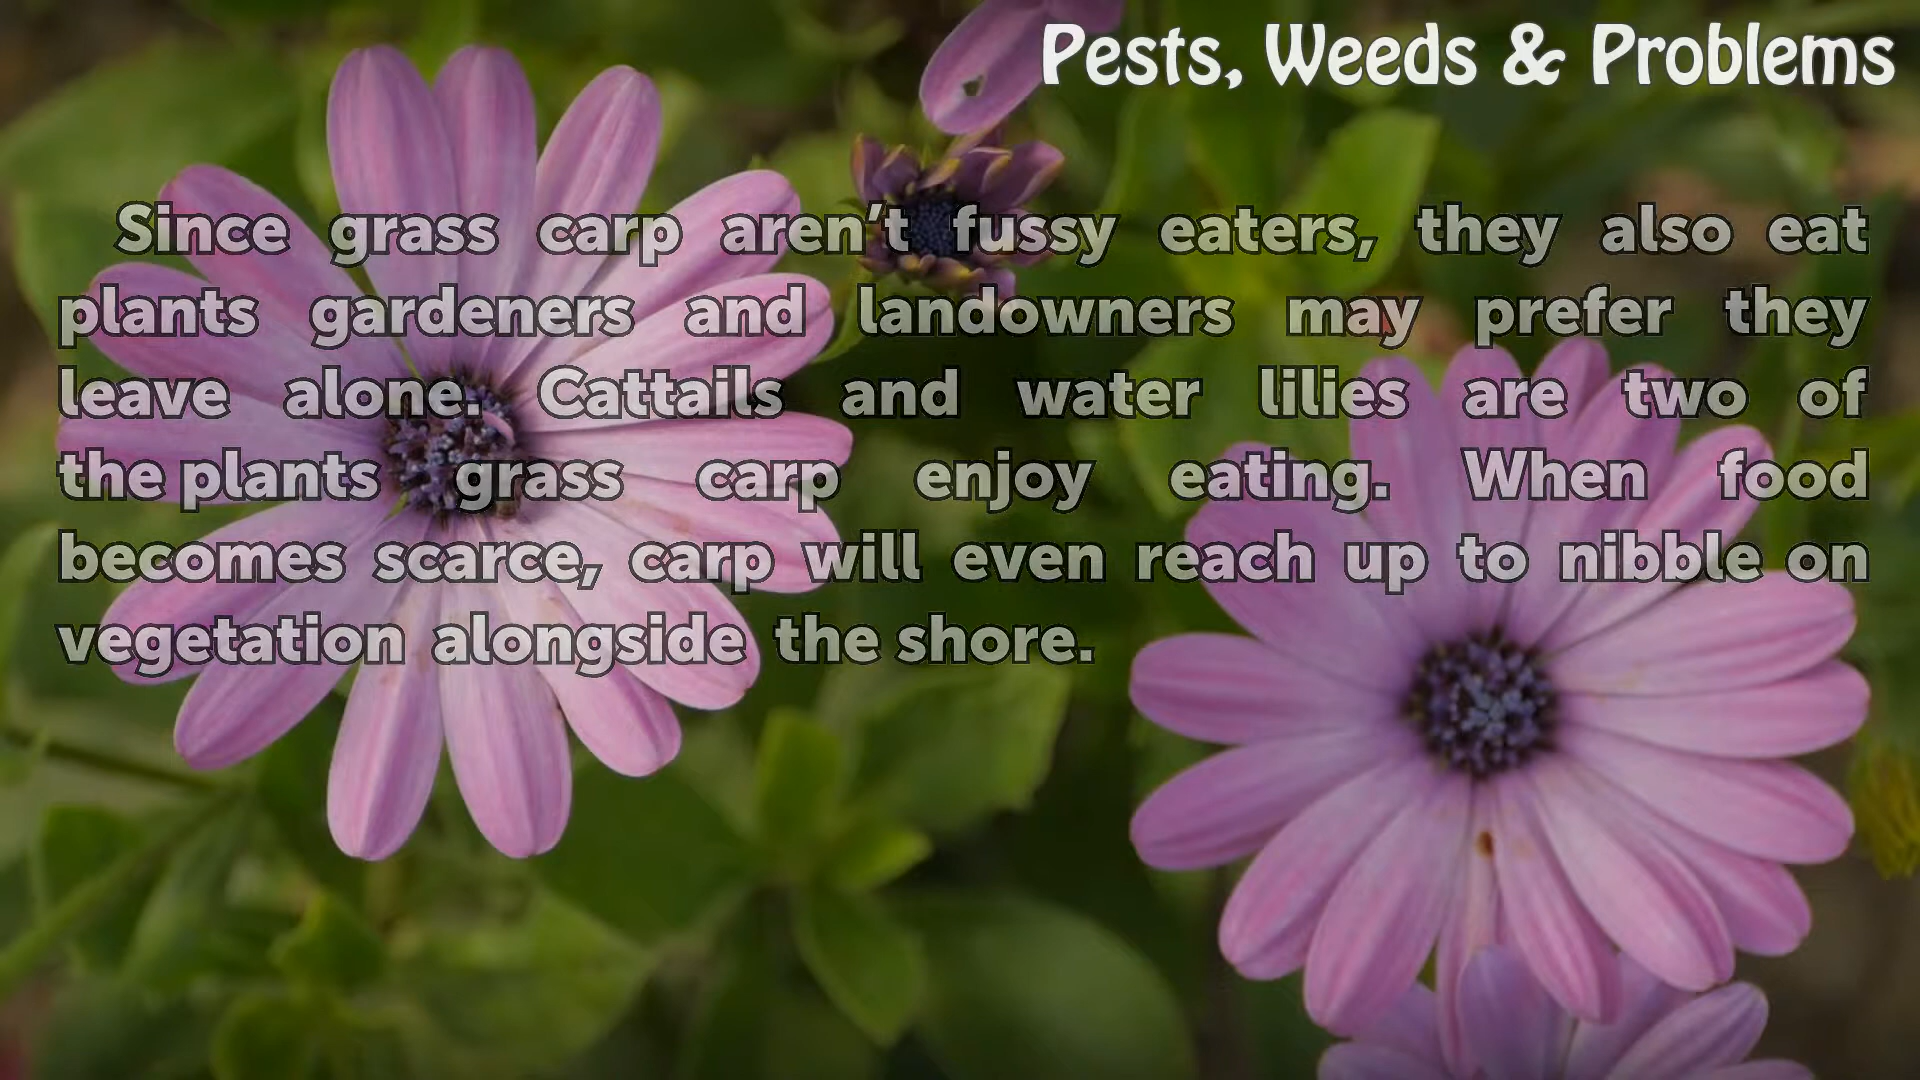 Pests, Weeds & Problems
Since grass carp aren't fussy eaters, they also eat
plants gardeners and landowners may prefer they
leave alone. Cattails and water lilies are two of
the plants grass carp enjoy eating. When food
becomes scarce, carp will even reach up to nibble on
vegetation alongside the shore.